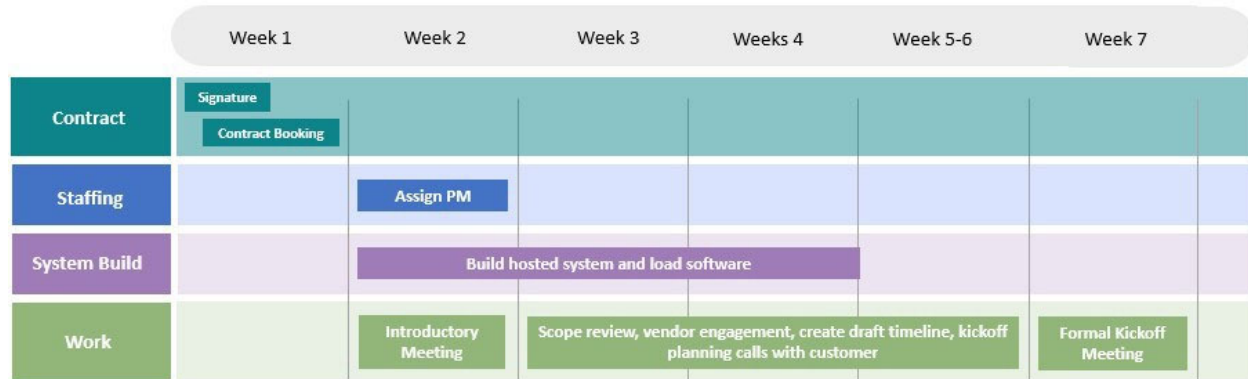 Week 1 Week 2 Week 3 Weeks 4 Week 5-6 Week 7
Contract
Signature
Contract Booking
Staffing
Assign PM
System Build
Build hosted system and load software
Work
Introductory
Meeting
Scope review, vendor engagement, create draft timeline, kickoff
planning calls with customer
Formal Kickoff
Meeting